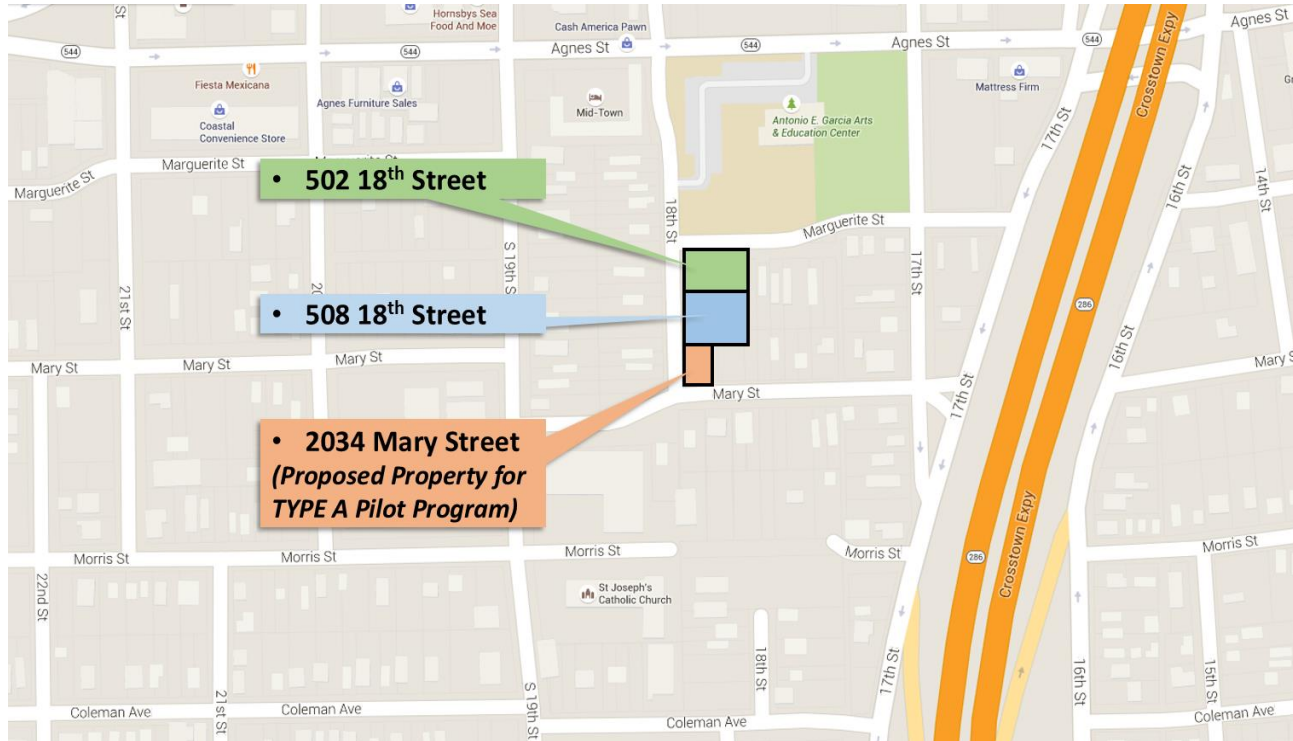 St
544
Hornsbys Sea
Food And Moe
544
Cash America Pawn
Agnes St
544
Agnes St
544
Agnes St
Crosstown Expy
Fiesta Mexicana
Agnes Furniture Sales
Coastal
Convenience Store
Mid-Town
Antonio E. Garcia Arts
& Education Center
Mattress Firm
17th St
16th St
14th St
Marguerite St
Marguerite St
• 502 18th Street
18th St
Marguerite St
S 19th S
17th St
21st St
20
• 508 18th Street
286
16th St
Mary St
Mary St
Mary St
Mary St
Mary S
17th St
• 2034 Mary Street
(Proposed Property for
TYPE A Pilot Program)
Crosstown Expy
286
Morris St
Morris St
Morris St
Morris St
Morris St
22nd St
21st St
S 19th St
St Joseph's
Catholic Church
18th St
17th St
16th St
15th St
Coleman Ave
Coleman Ave
Coleman Ave
Coleman Ave